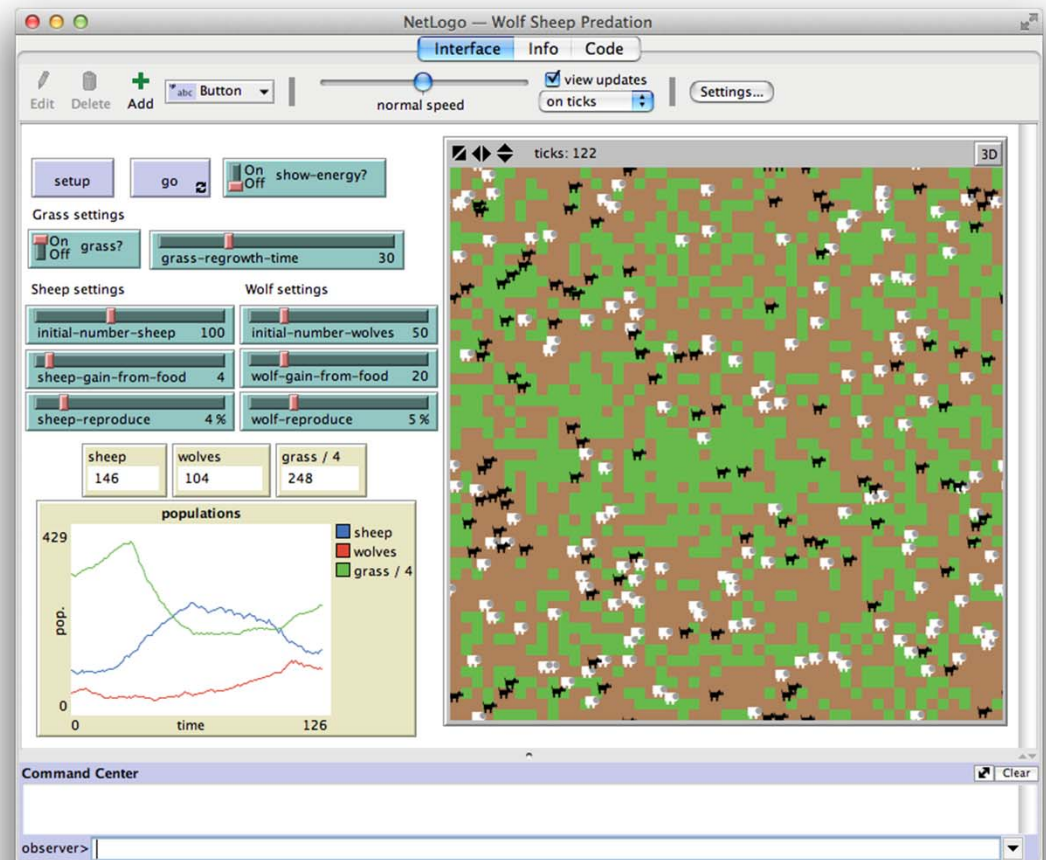 NetLogo — Wolf Sheep Predation
Interface Info Code
Edit Delete Add abc Button
normal speed
view updates
on ticks
Settings...
setup
go
On
Off
show-energy?
ticks: 122
3D
Grass settings
On
Off
grass?
grass-regrowth-time 30
Sheep settings
Wolf settings
initial-number-sheep 100
initial-number-wolves 50
sheep-gain-from-food 4
wolf-gain-from-food 20
sheep-reproduce 4 %
wolf-reproduce 5 %
sheep
146
wolves
104
grass / 4
248
populations
429
pop.
0
0 time 126
sheep
wolves
grass / 4
Command Center
Clear
observer>